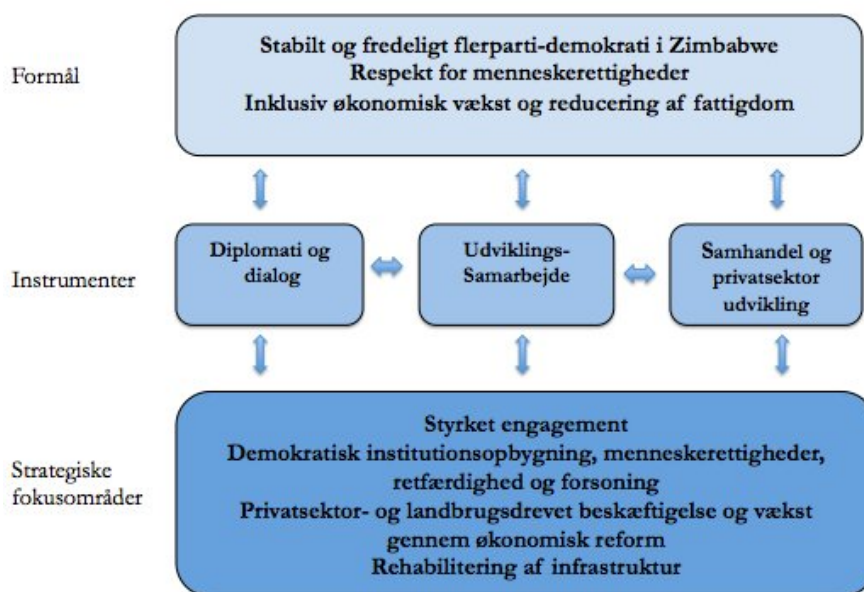 Formål
Stabilt og fredeligt flerparti-demokrati i Zimbabwe
Respekt for menneskerettigheder
Inklusiv økonomisk vækst og reducering af fattigdom
Instrumenter
Diplomati og
dialog
Udviklings-
Samarbejde
Samhandel og
privatsektor
udvikling
Strategiske
fokusområder
Styrket engagement
Demokratisk institutionsopbygning, menneskerettigheder,
retfærdighed og forsoning
Privatsektor- og landbrugsdrevet beskæftigelse og vækst
gennem økonomisk reform
Rehabilitering af infrastruktur